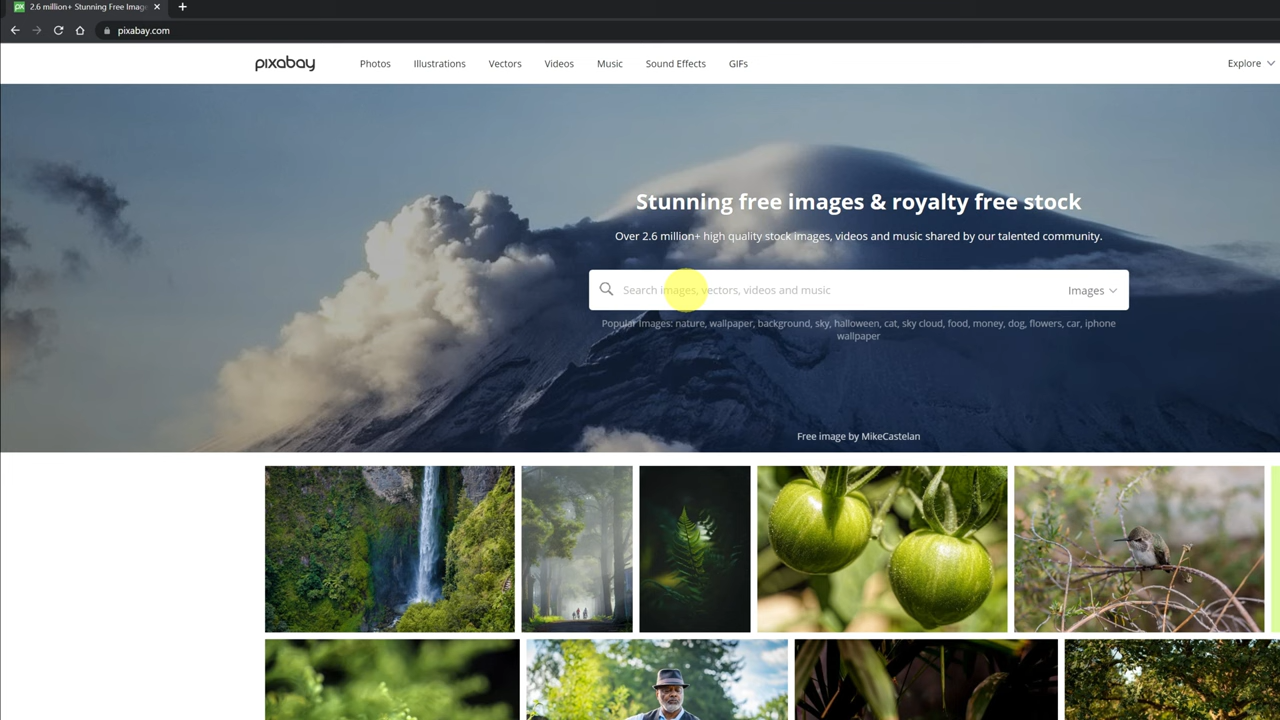 px 2.6 million+ Stunning Free Imag
pixabay.com
pixabay Photos Illustrations Vectors Videos Music Sound Effects GIFs Explore
Stunning free images & royalty free stock
Over 2.6 million+ high quality stock images, videos and music shared by our talented community.
Search images, vectors, videos and music Images
Popular Images: nature, wallpaper, background, sky, halloween, cat, sky cloud, food, money, dog, flowers, car, iphone
wallpaper
Free image by MikeCastelan